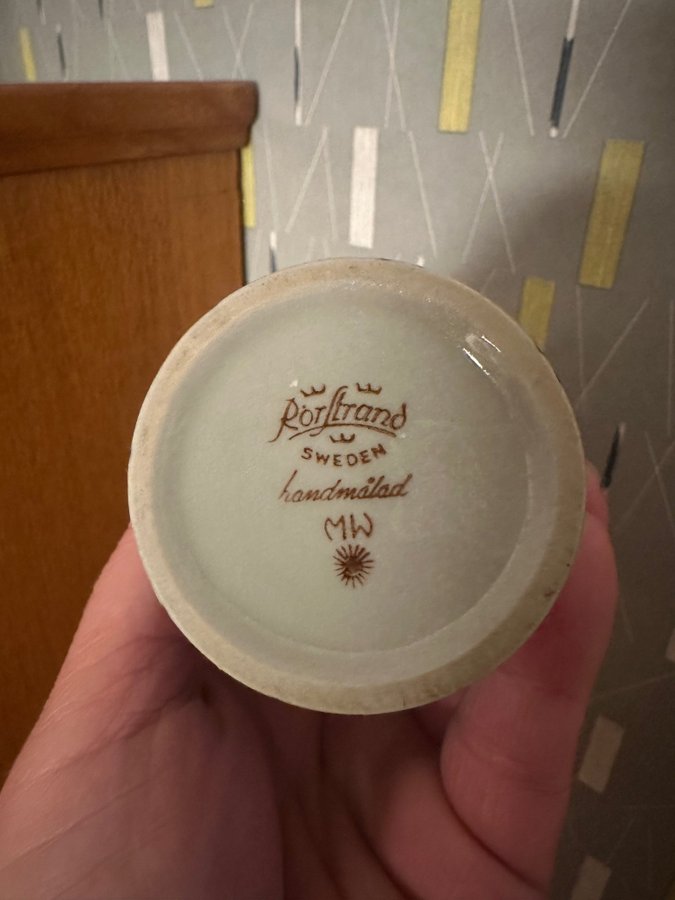 Rörstrand
SWEDEN
handmålad
MW